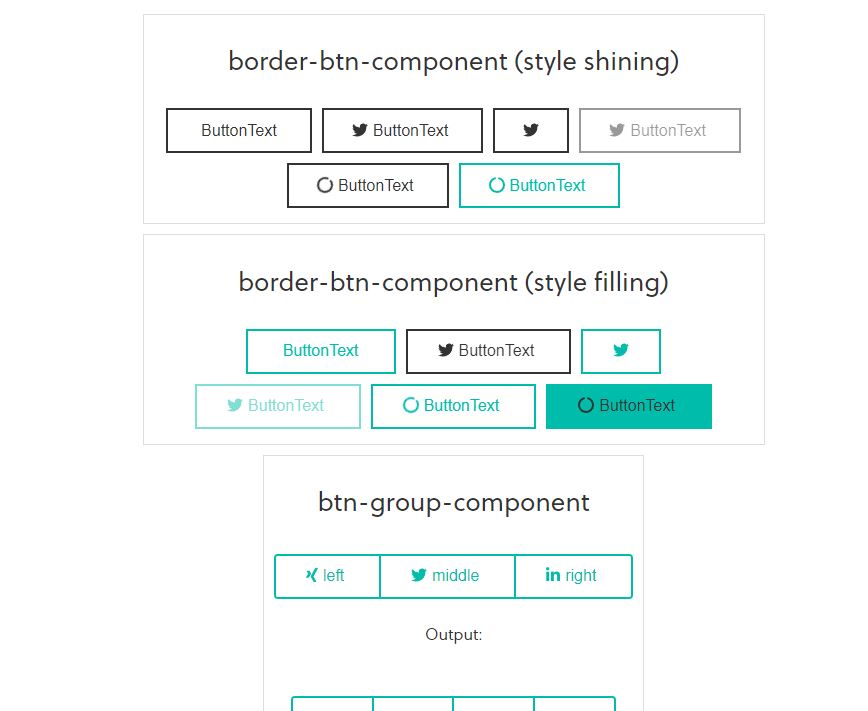 border-btn-component (style shining)
ButtonText ButtonText ButtonText
ButtonText ButtonText
border-btn-component (style filling)
ButtonText ButtonText
ButtonText ButtonText ButtonText
btn-group-component
left middle in right
Output: